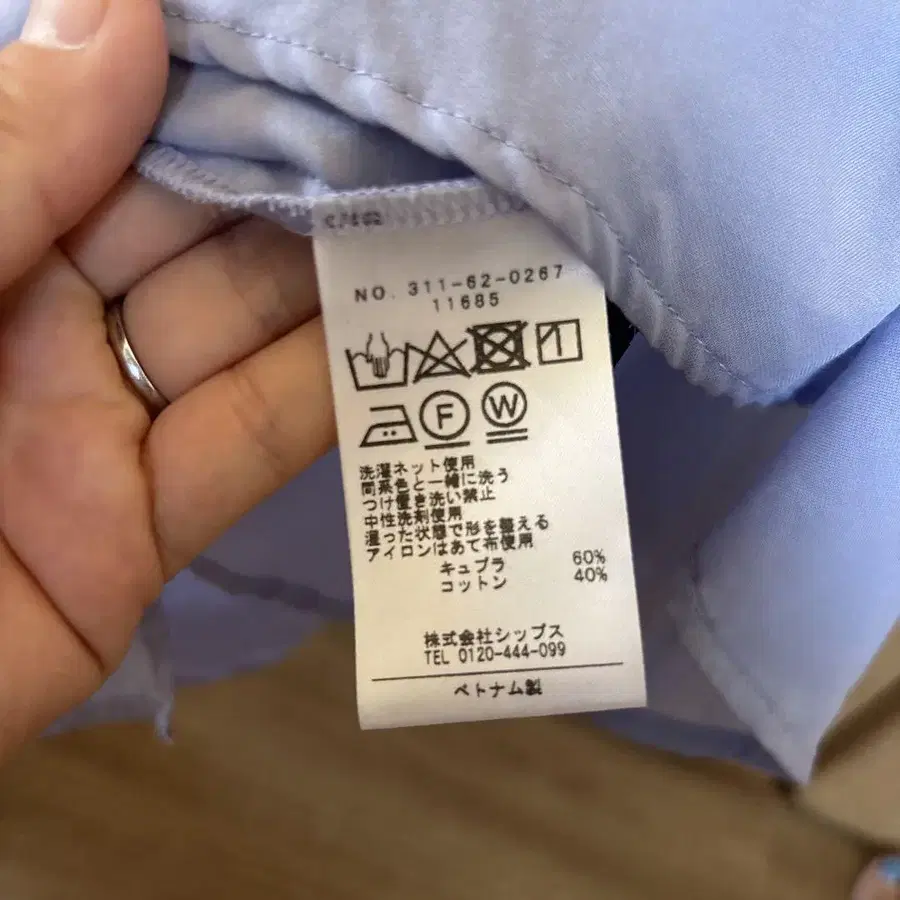 NO. 311-62-0267
11685
F W
洗濯ネット使用
同系色と一緒に洗う
つけ置き洗い禁止
中性洗剤使用
湿った状態で形を整える
アイロンはあて布使用
キュプラ 60%
コットン 40%
株式会社シップス
TEL 0120-444-099
ベトナム製